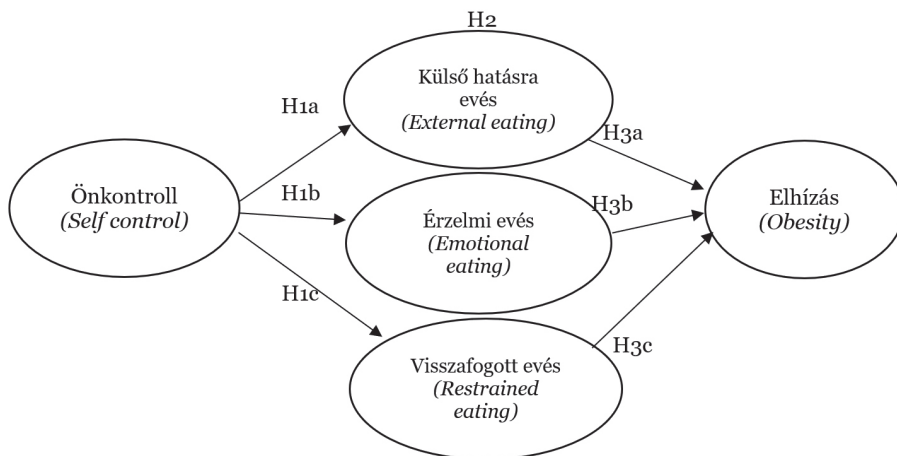 H2
Külső hatásra
evés
(External eating)
H1a
H3a
Önkontroll
(Self control)
H1b
Érzelmi evés
(Emotional
eating)
H3b
Elhízás
(Obesity)
H1c
Visszafogott evés
(Restrained
eating)
H3c